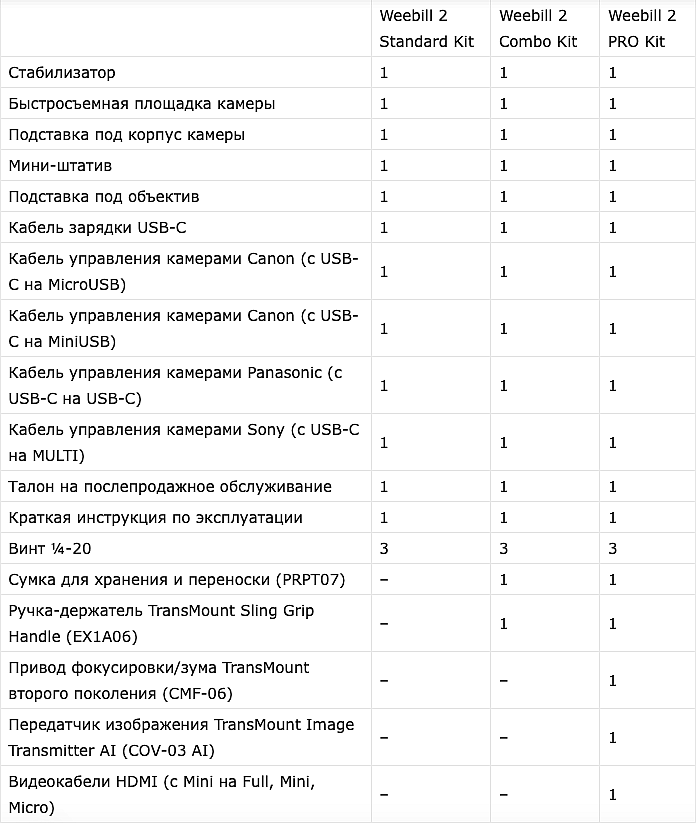 Weebill 2 Weebill 2 Weebill 2
Standard Kit Combo Kit PRO Kit
Стабилизатор 1 1 1
Быстросъемная площадка камеры 1 1 1
Подставка под корпус камеры 1 1 1
Мини-штатив 1 1 1
Подставка под объектив 1 1 1
Кабель зарядки USB-C 1 1 1
Кабель управления камерами Canon (с USB-
C на MicroUSB) 1 1 1
Кабель управления камерами Canon (с USB-
C на MiniUSB) 1 1 1
Кабель управления камерами Panasonic (с
USB-C на USB-C) 1 1 1
Кабель управления камерами Sony (с USB-C
на MULTI) 1 1 1
Талон на послепродажное обслуживание 1 1 1
Краткая инструкция по эксплуатации 1 1 1
Винт ¼-20 3 3 3
Сумка для хранения и переноски (PRPT07) – 1 1
Ручка-держатель TransMount Sling Grip
Handle (EX1A06) – 1 1
Привод фокусировки/зума TransMount
второго поколения (CMF-06) – – 1
Передатчик изображения TransMount Image
Transmitter AI (COV-03 AI) – – 1
Видеокабели HDMI (с Mini на Full, Mini,
Micro) – – 1